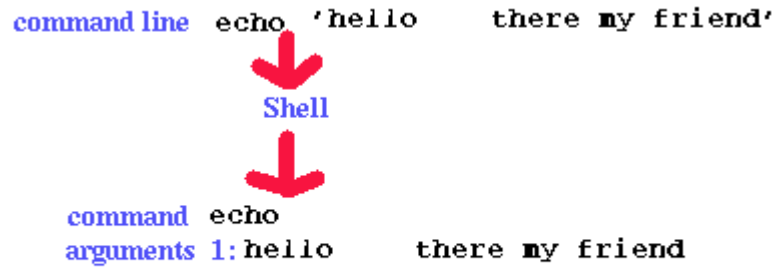 command line echo 'hello    there my friend'
Shell
command echo
arguments 1: hello    there my friend